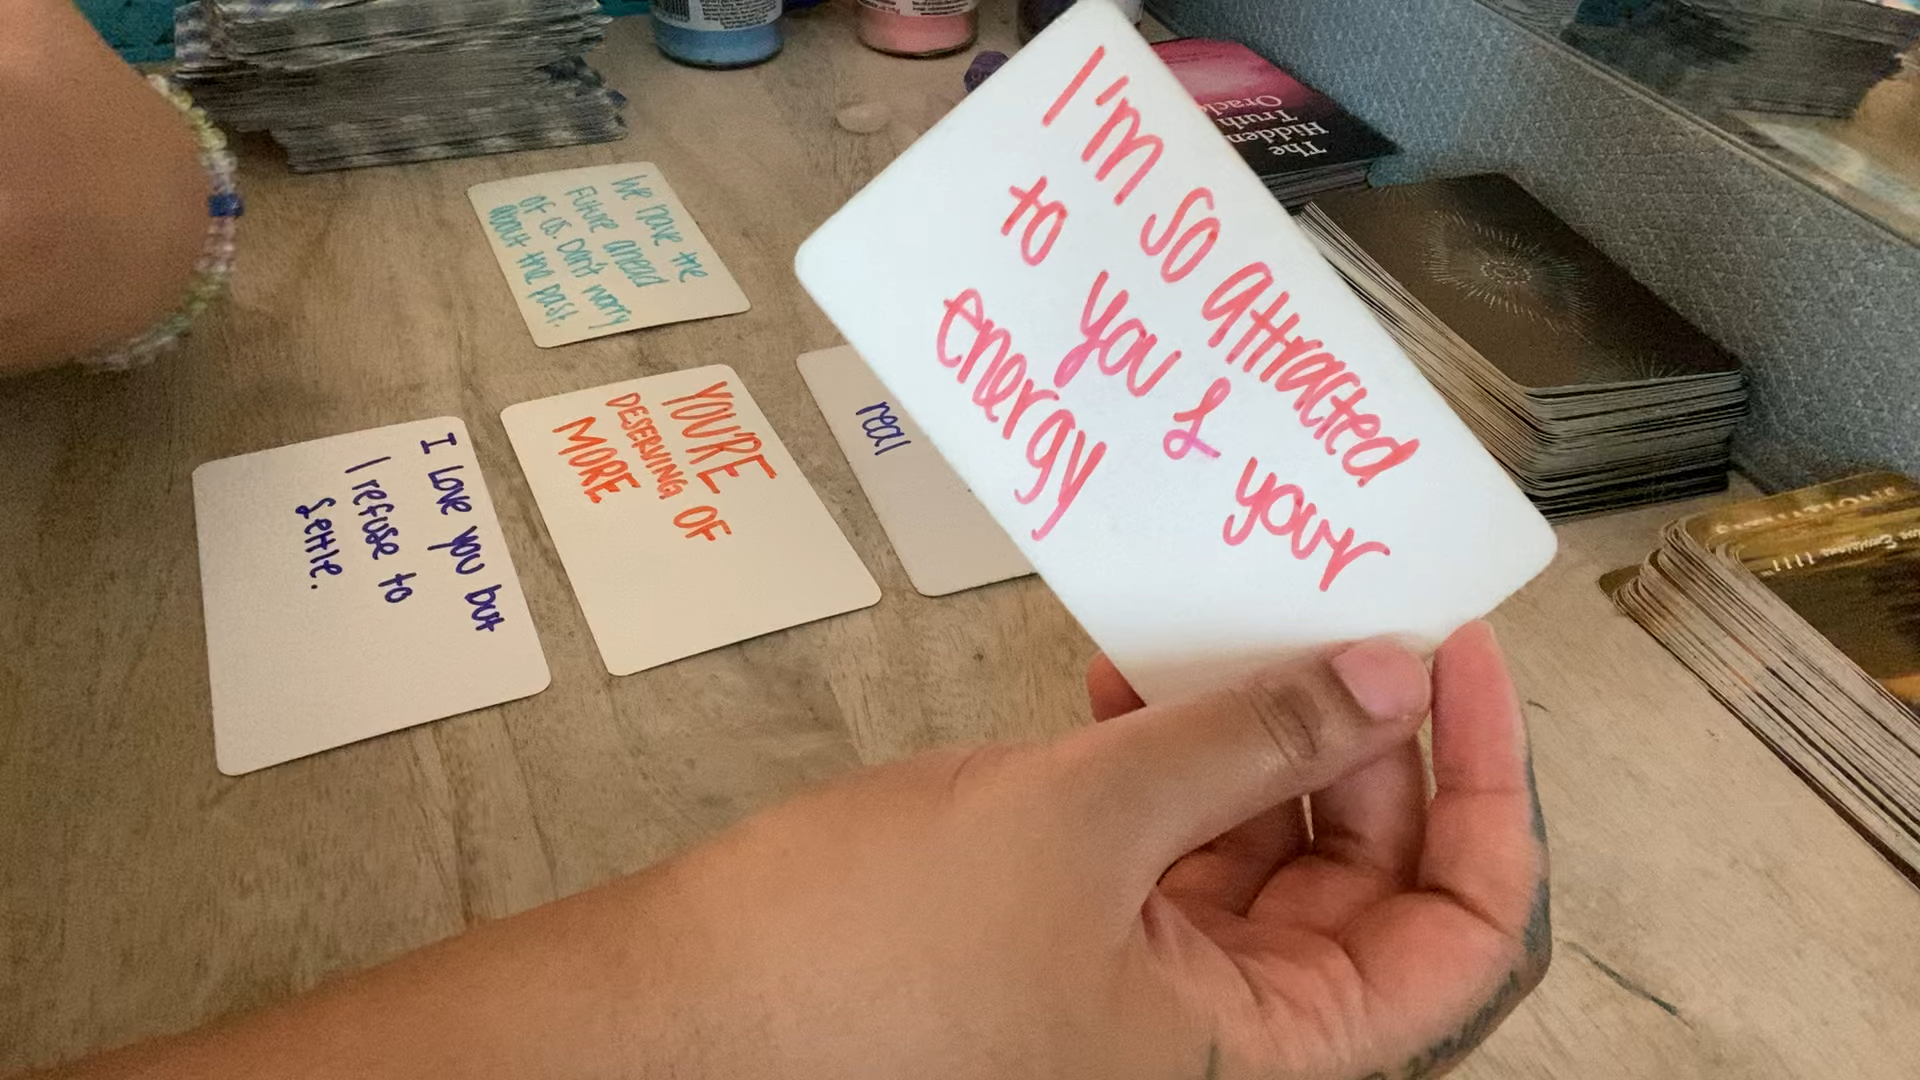 I'm so attracted
to you & your
energy
We have the
future ahead
of us. Don't worry
about the past.
I Love you but
I refuse to
settle.
YOU'RE
DESERVING OF
MORE
real
The
Hidden
Truth
Oracle